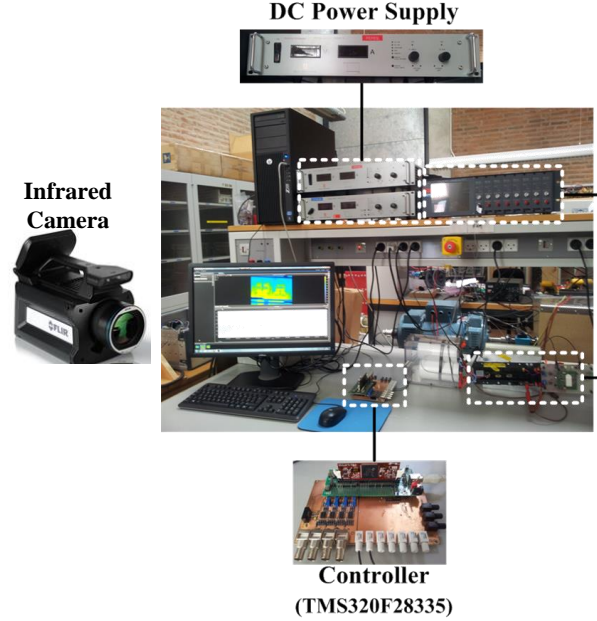 DC Power Supply
A
Infrared
Camera
FLIR
Controller
(TMS320F28335)